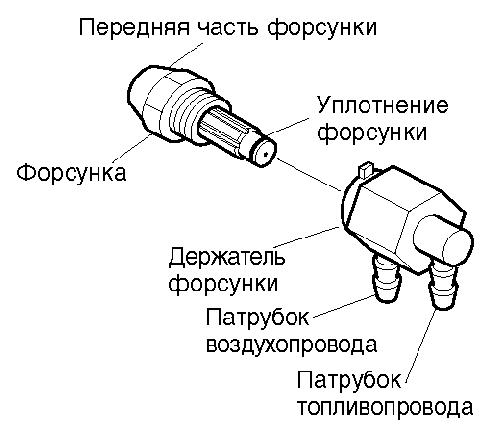 Передняя часть форсунки
Уплотнение
форсунки
Форсунка
Держатель
форсунки
Патрубок
воздухопровода
Патрубок
топливопровода